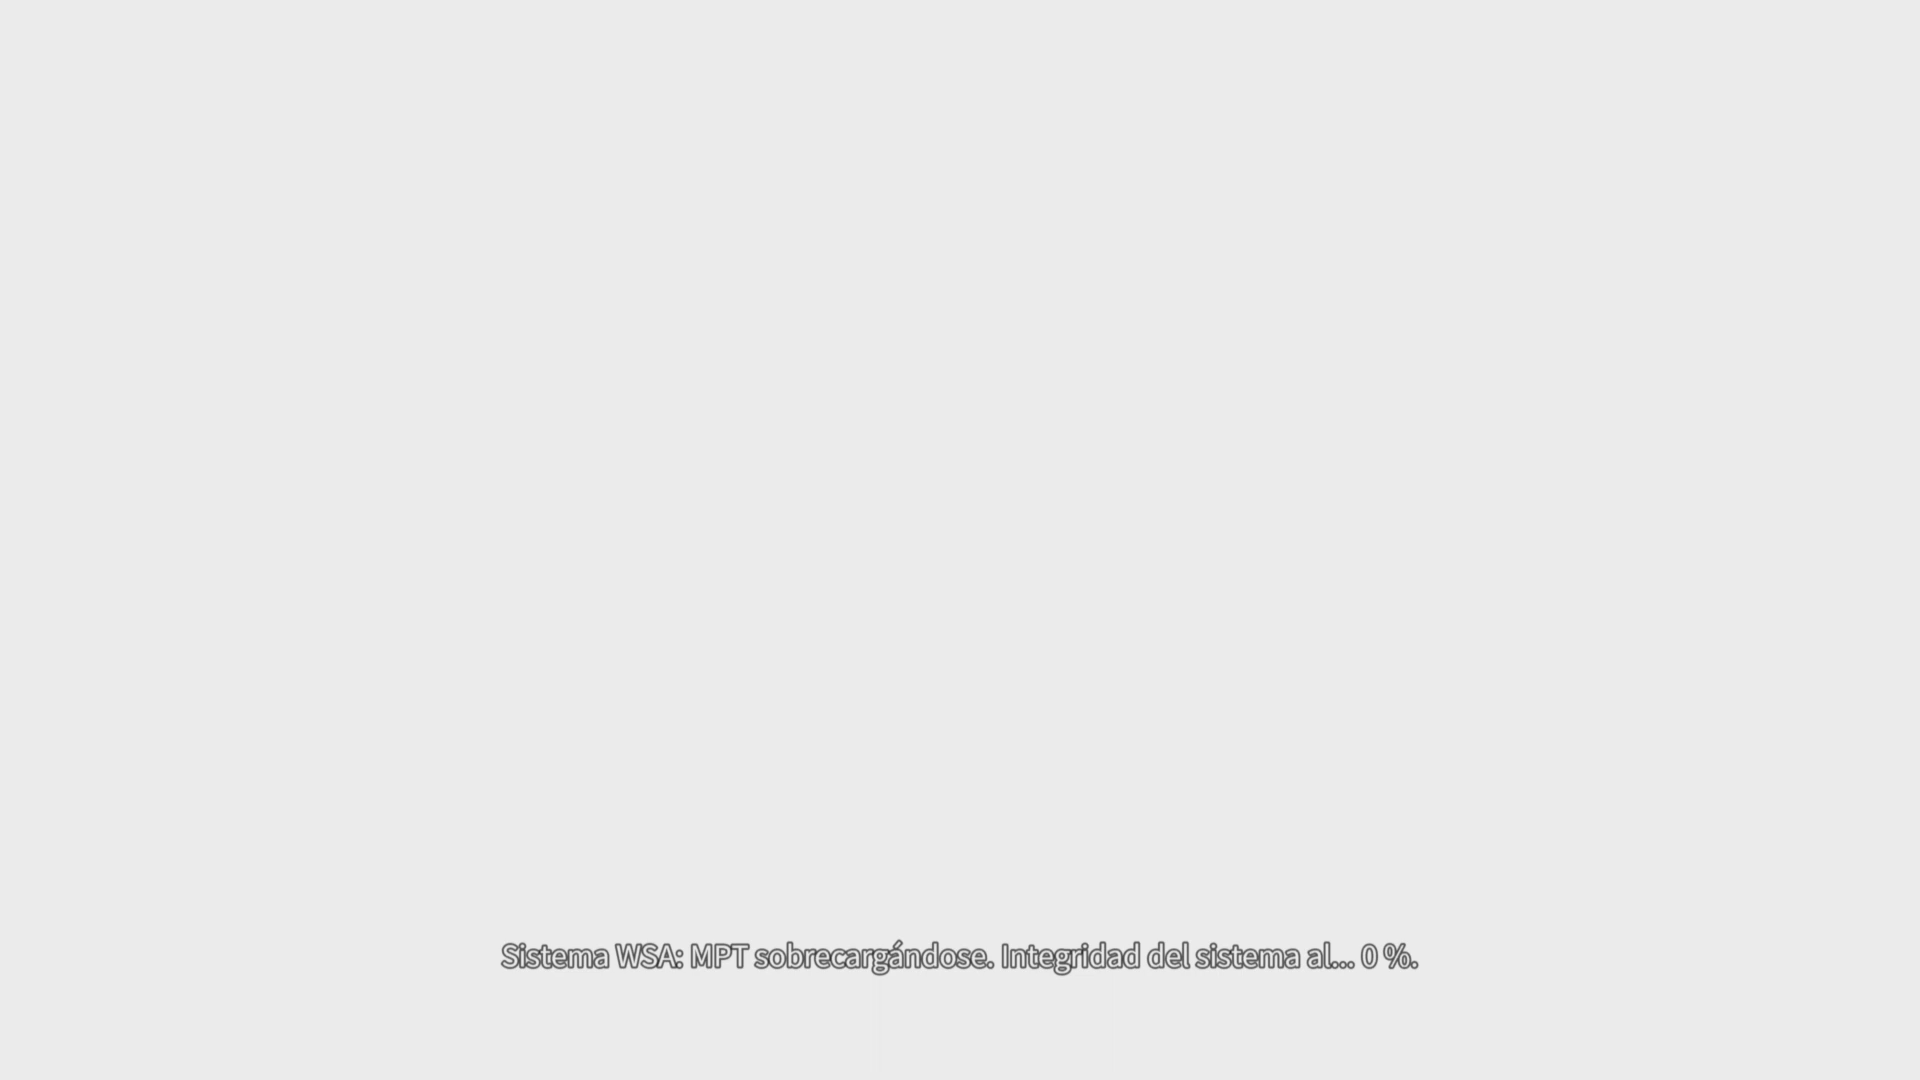 Sistema WSA: MPT sobrecargándose. Integridad del sistema al... 0 %.